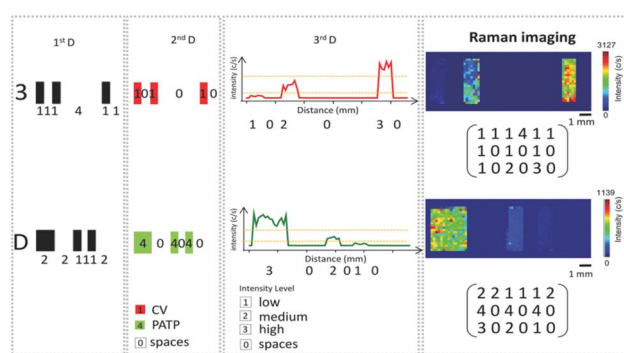 1st D
2nd D
3rd D
Raman imaging
3
111 4 1 1
101 0 1 0
intensity (c/s)
Distance (mm)
1 0 2 0 3 0
3127
Intensity (c/s)
0
1 mm
1 1 1 4 1 1
1 0 1 0 1 0
1 0 2 0 3 0
D
2 2 111 2
4 0 404 0
intensity (c/s)
Distance (mm)
3 0 2 0 1 0
1139
Intensity (c/s)
0
1 mm
2 2 1 1 1 2
4 0 4 0 4 0
3 0 2 0 1 0
1 CV
4 PATP
0 spaces
Intensity Level
1 low
2 medium
3 high
0 spaces